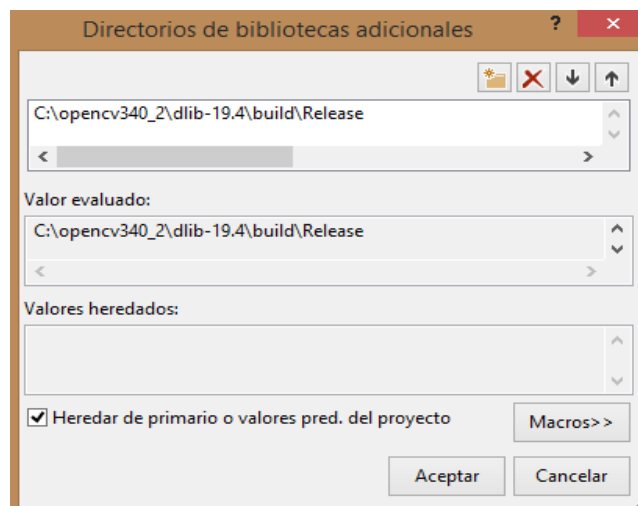 Directorios de bibliotecas adicionales
C:\opencv340_2\dlib-19.4\build\Release
Valor evaluado:
C:\opencv340_2\dlib-19.4\build\Release
Valores heredados:
Heredar de primario o valores pred. del proyecto
Macros>>
Aceptar
Cancelar